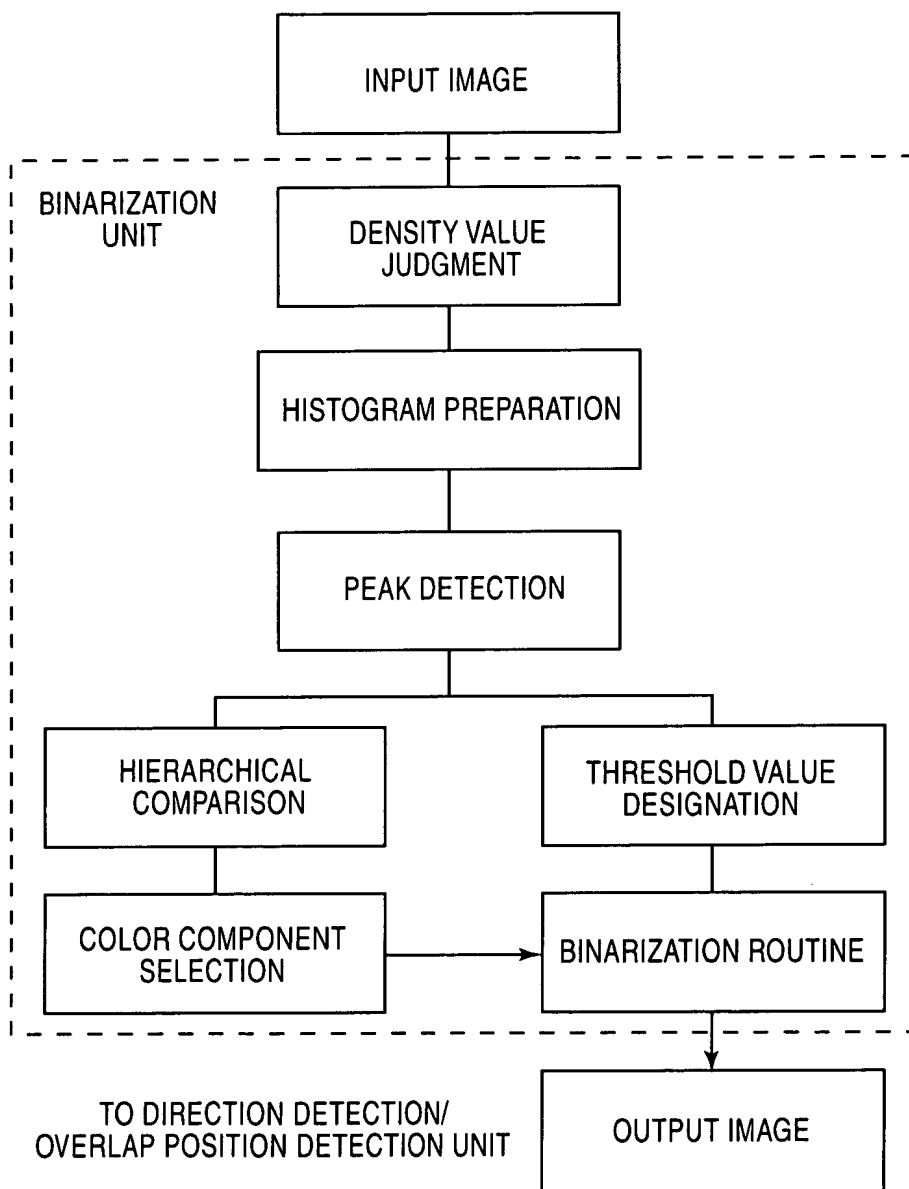 INPUT IMAGE
BINARIZATION
UNIT
DENSITY VALUE
JUDGMENT
HISTOGRAM PREPARATION
PEAK DETECTION
HIERARCHICAL
COMPARISON
THRESHOLD VALUE
DESIGNATION
COLOR COMPONENT
SELECTION
BINARIZATION ROUTINE
TO DIRECTION DETECTION/
OVERLAP POSITION DETECTION UNIT
OUTPUT IMAGE